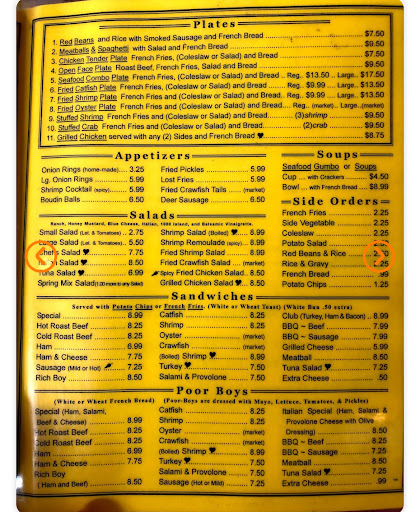 Plates
1. Red Beans and Rice with Smoked Sausage and French Bread $7.50
2. Meatballs & Spaghetti with Salad and French Bread $9.50
3. Chicken Tender Plate French Fries, (Coleslaw or Salad) and Bread $7.50
4. Open Face Plate Roast Beef, French Fries, Salad and Bread $9.50
5. Seafood Combo Plate French Fries, (Coleslaw or Salad) and Bread .. Reg.. $13.50 .. Large.. $17.50
6. Fried Catfish Plate French Fries, (Coleslaw or Salad) and Bread Reg. $9.99 .... Large .. $13.50
7. Fried Shrimp Plate French Fries and (Coleslaw or Salad) and Bread... Reg.. $9.99 .... Large .. $13.50
8. Fried Oyster Plate French Fries and (Coleslaw or Salad) and Bread.... Reg.. (market) .. Large..(market)
9. Stuffed Shrimp French Fries and (Coleslaw or Salad) and Bread (3)shrimp $9.50
10. Stuffed Crab French Fries and (Coleslaw or Salad) and Bread (2)crab $9.50
11. Grilled Chicken served with any (2) Sides and French Bread $8.75
Appetizers
Onion Rings (home-made) 3.25
Lg. Onion Rings 5.99
Shrimp Cocktail (spicy) 5.99
Boudin Balls 6.50
Fried Pickles 5.99
Lost Fries 5.99
Fried Crawfish Tails (market)
Deer Sausage 6.50
Soups
Seafood Gumbo or Soups
Cup ... with Crackers $4.50
Bowl ... with French Bread $8.99
Salads
Ranch, Honey Mustard, Blue Cheese, Italian, 1000 Island, and Balsamic Vinaigrette
Small Salad (Let. & Tomatoes) 2.75
Large Salad (Let. & Tomatoes) 5.50
Chef's Salad 7.75
Salad 8.50
Tuna Salad 6.99
Spring Mix Salad
Shrimp Salad (Boiled) 8.99
Shrimp Remoulade (spicy) 8.99
Fried Shrimp Salad 8.99
Fried Crawfish Salad (market)
Spicy Fried Chicken Salad 8.50
Grilled Chicken Salad 8.50
Side Orders
French Fries 2.25
Side Vegetable 2.25
Coleslaw 2.25
Potato Salad
Red Beans & Rice
Rice & Gravy
French Bread
Potato Chips 1.25
Sandwiches
Served with Potato Chips or French Fries. (White or Wheat Toast) (White Bun .50 extra)
Special 8.99
Hot Roast Beef 8.25
Cold Roast Beef 8.25
Ham 6.99
Ham & Cheese 7.75
Sausage (Mild or Hot) 7.25
Rich Boy 8.50
Catfish 8.25
Shrimp 8.25
Oyster (market)
Crawfish (market)
(Boiled) Shrimp 8.99
Turkey 7.50
Salami & Provolone 7.50
Club (Turkey, Ham & Bacon) 8.99
BBQ ~ Beef 7.99
BBQ ~ Sausage 7.99
Grilled Cheese 5.99
Meatball 8.50
Tuna Salad 7.25
Extra Cheese .50
Poor Boys
(White or Wheat French Bread) (Poor-Boys are dressed with Mayo, Lettuce, Tomatoes, & Pickles)
Special (Ham, Salami,
Beef & Cheese) 8.99
Hot Roast Beef 8.25
Cold Roast Beef 8.25
Ham 6.99
Ham & Cheese 7.75
Rich Boy
(Ham and Beef) 8.50
Catfish 8.25
Shrimp 8.25
Oyster (market)
Crawfish (market)
(Boiled) Shrimp 8.99
Turkey 7.50
Salami & Provolone 7.50
Sausage (Hot or Mild) 7.25
Italian Special (Ham, Salami, &
Provolone Cheese with Olive
Dressing) 8.50
BBQ ~ Beef 8.25
BBQ ~ Sausage 7.25
Meatball 8.50
Tuna Salad 7.25
Extra Cheese .99